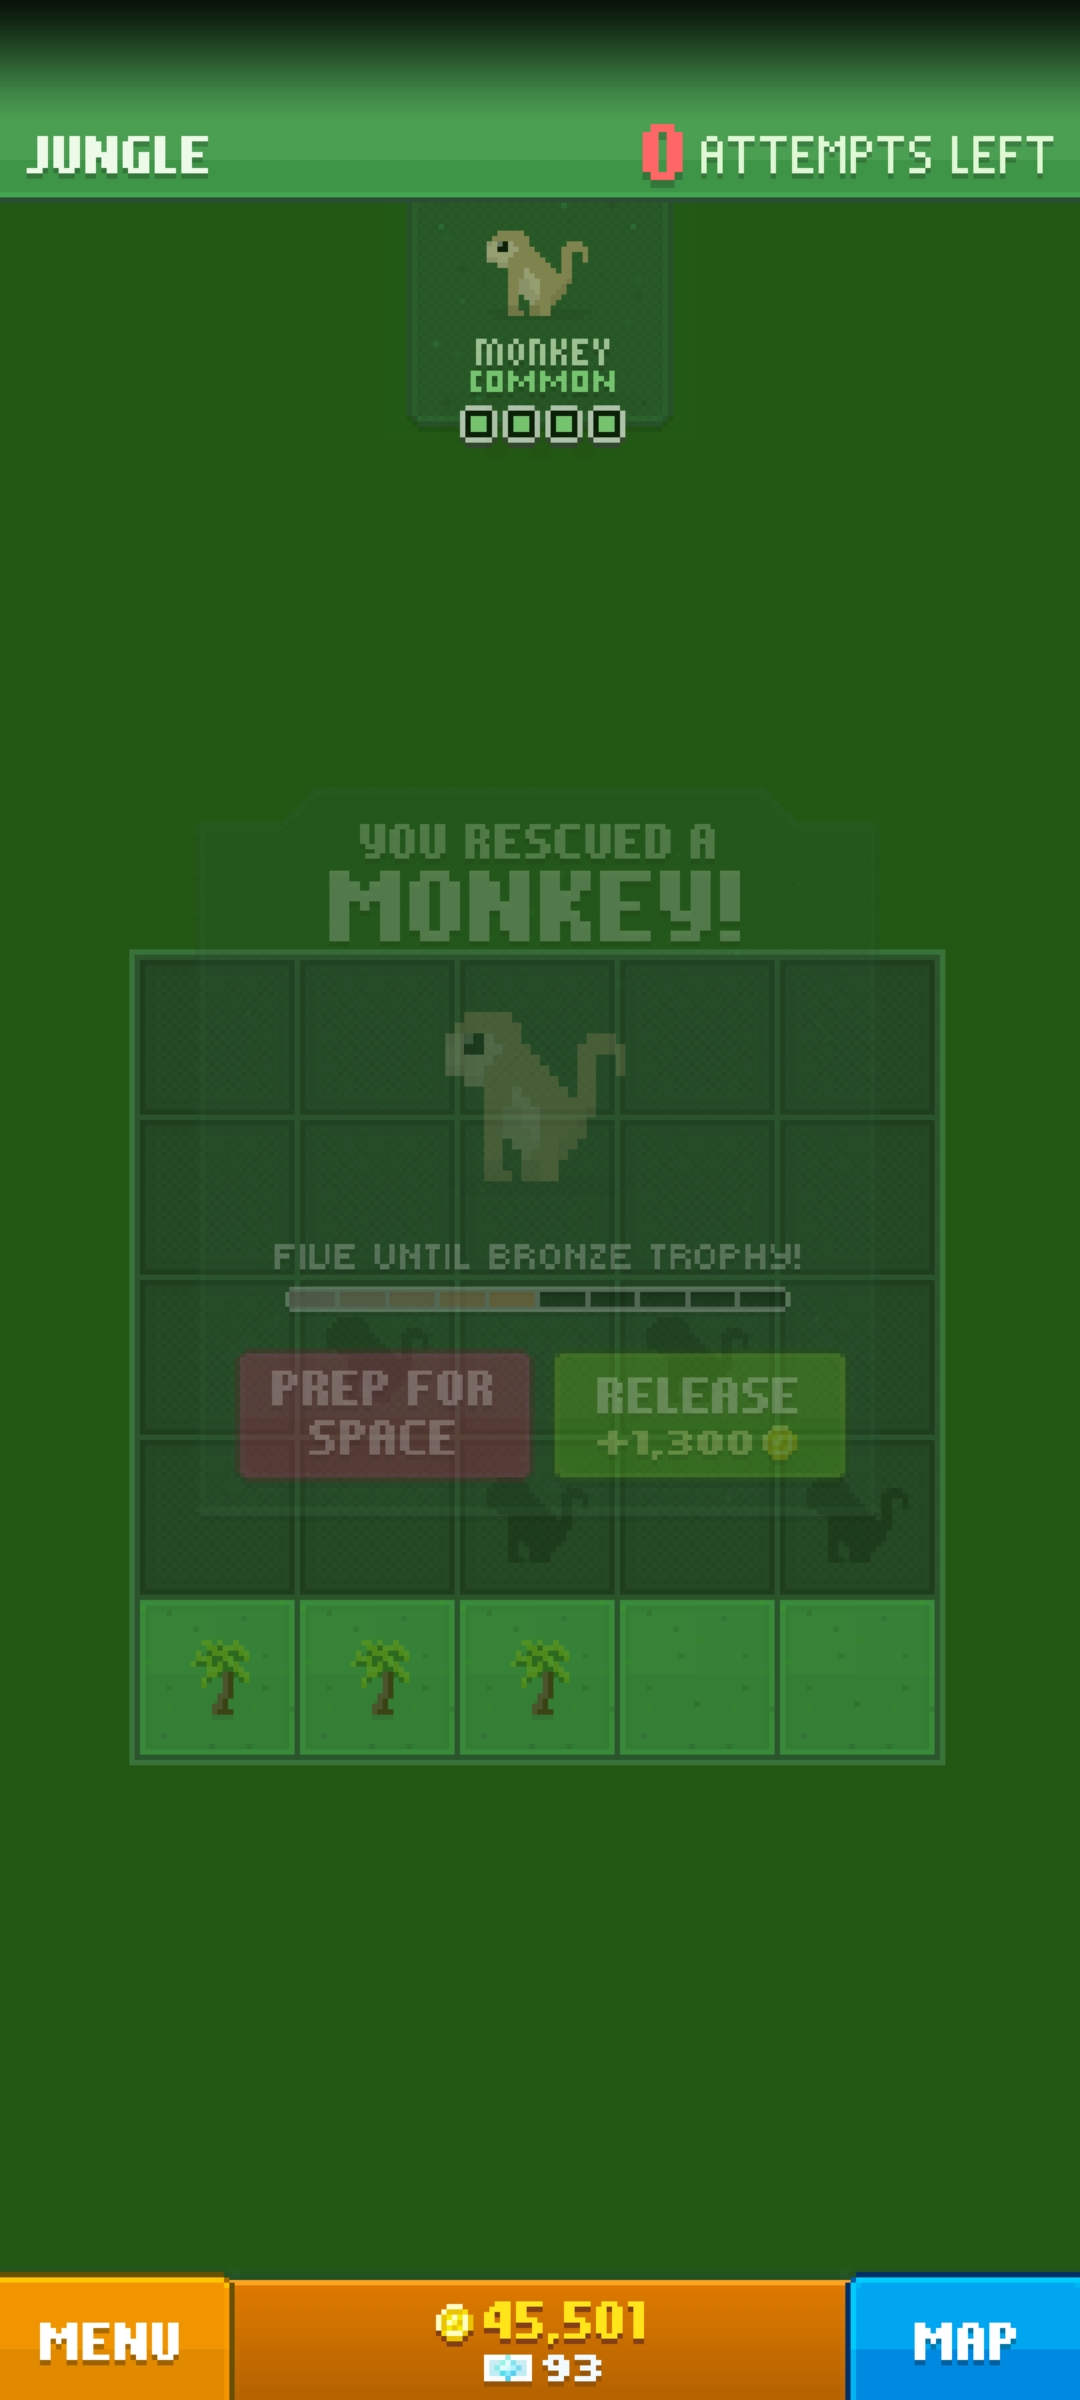 JUNGLE
0 ATTEMPTS LEFT
MONKEY
COMMON
YOU RESCUED A
MONKEY!
FIVE UNTIL BRONZE TROPHY!
PREP FOR
SPACE
RELEASE
+1,300
MENU
45,501
93
MAP